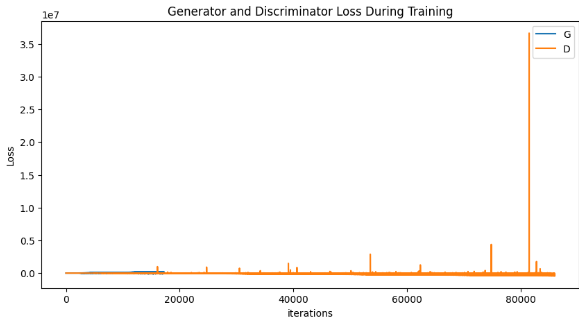 Generator and Discriminator Loss During Training
1e7
G
D
3.5
3.0
2.5
2.0
1.5
1.0
0.5
0.0
Loss
0
20000
40000
60000
80000
iterations